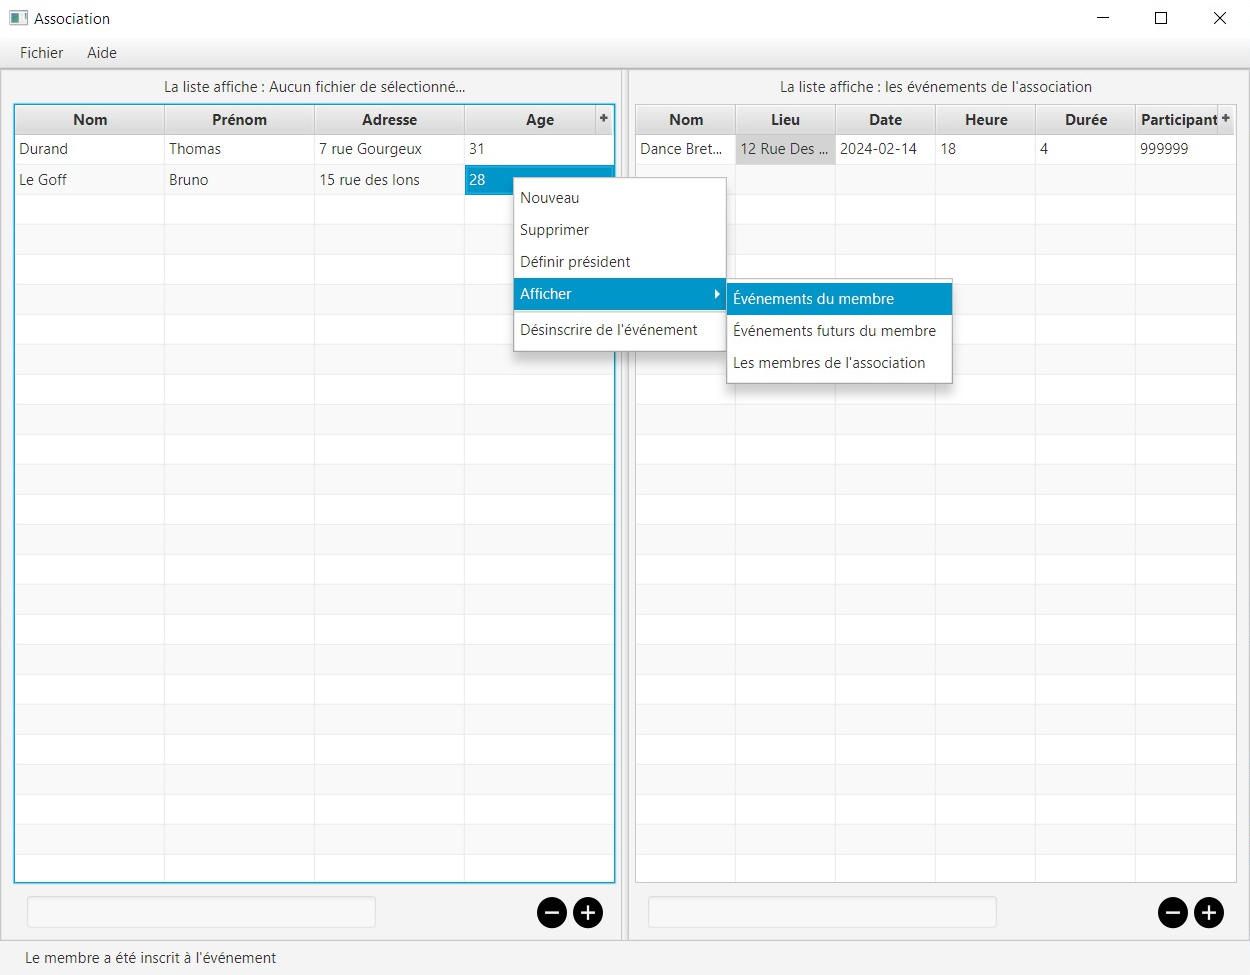 Association
Fichier Aide
La liste affiche : Aucun fichier de sélectionné...
Nom Prénom Adresse Age +
Durand Thomas 7 rue Gourgeux 31
Le Goff Bruno 15 rue des lons 28
Nouveau
Supprimer
Définir président
Afficher
Désinscrire de l'événement
Événements du membre
Événements futurs du membre
Les membres de l'association
La liste affiche : les événements de l'association
Nom Lieu Date Heure Durée Participant +
Dance Bret... 12 Rue Des ... 2024-02-14 18 4 999999
Le membre a été inscrit à l'événement